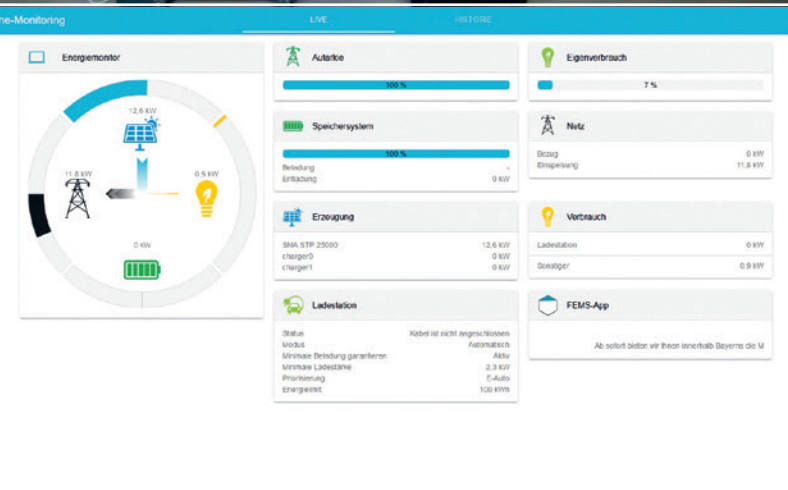 ne-Monitoring
LIVE
HISTORIE
Energiemonitor
12,6 kW
11,8 kW
0,9 kW
0 kW
Autarkie
100 %
Eigenverbrauch
7 %
Speichersystem
100 %
Beladung -
Entladung 0 kW
Netz
Bezug 0 kW
Einspeisung 11,8 kW
Erzeugung
SMA STP 25000 12,6 kW
charger0 0 kW
charger1 0 kW
Verbrauch
Ladestation 0 kW
Sonstiger 0,9 kW
Ladestation
Status Kabel ist nicht angeschlossen
Modus Automatisch
Minimale Beladung garantieren Aktiv
Minimale Ladestärke 2,3 kW
Priorisierung E-Auto
Energielimit 100 kWh
FEMS-App
Ab sofort bieten wir Ihnen innerhalb Bayerns die M